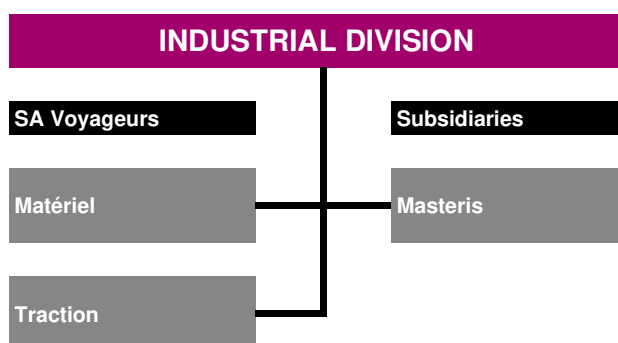 INDUSTRIAL DIVISION
SA Voyageurs
Subsidiaries
Matériel
Masteris
Traction